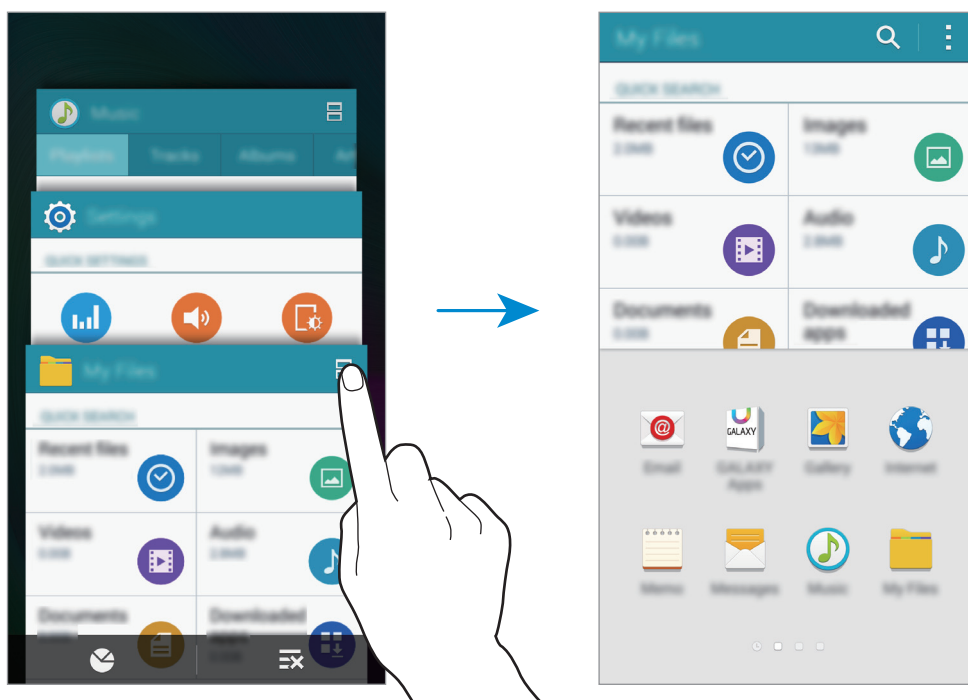 Music
Playlists Tracks Albums
Settings
QUICK SETTINGS
My Files
QUICK SEARCH
Recent files Images
Videos Audio
Documents Downloaded
apps
My Files
QUICK SEARCH
Recent files Images
Videos Audio
Documents Downloaded
apps
@
GALAXY
Email GALAXY Gallery Internet
Apps
Memo Messages Music My Files